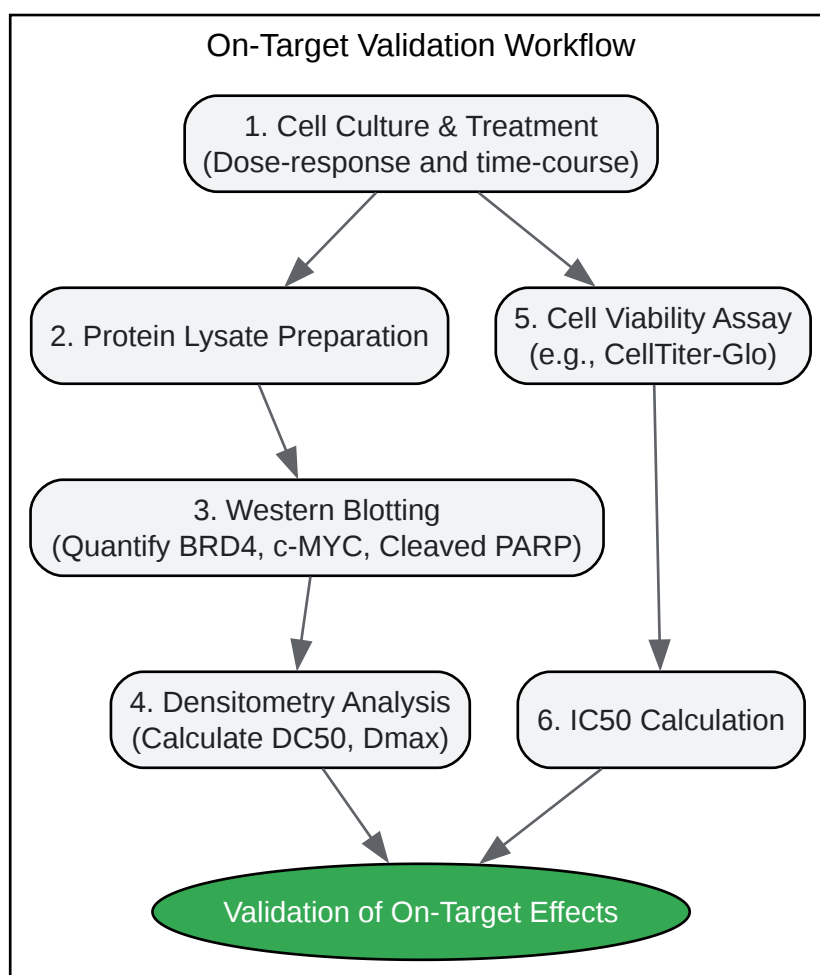 On-Target Validation Workflow
1. Cell Culture & Treatment
(Dose-response and time-course)
2. Protein Lysate Preparation
5. Cell Viability Assay
(e.g., CellTiter-Glo)
3. Western Blotting
(Quantify BRD4, c-MYC, Cleaved PARP)
4. Densitometry Analysis
(Calculate DC50, Dmax)
6. IC50 Calculation
Validation of On-Target Effects